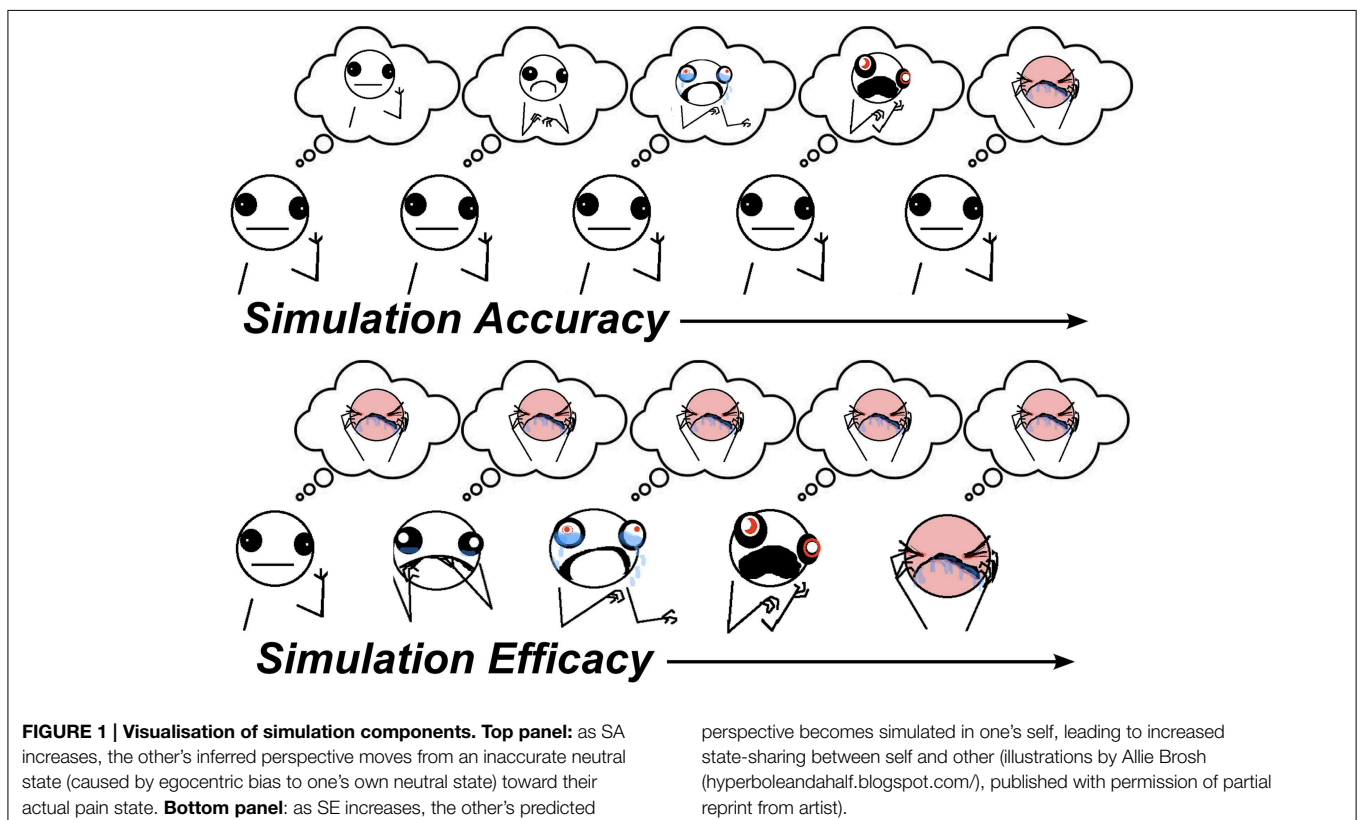 Simulation Accuracy
Simulation Efficacy
FIGURE 1 | Visualisation of simulation components. Top panel: as SA
increases, the other's inferred perspective moves from an inaccurate neutral
state (caused by egocentric bias to one's own neutral state) toward their
actual pain state. Bottom panel: as SE increases, the other's predicted
perspective becomes simulated in one's self, leading to increased
state-sharing between self and other (illustrations by Allie Brosh
(hyperboleandahalf.blogspot.com/), published with permission of partial
reprint from artist).